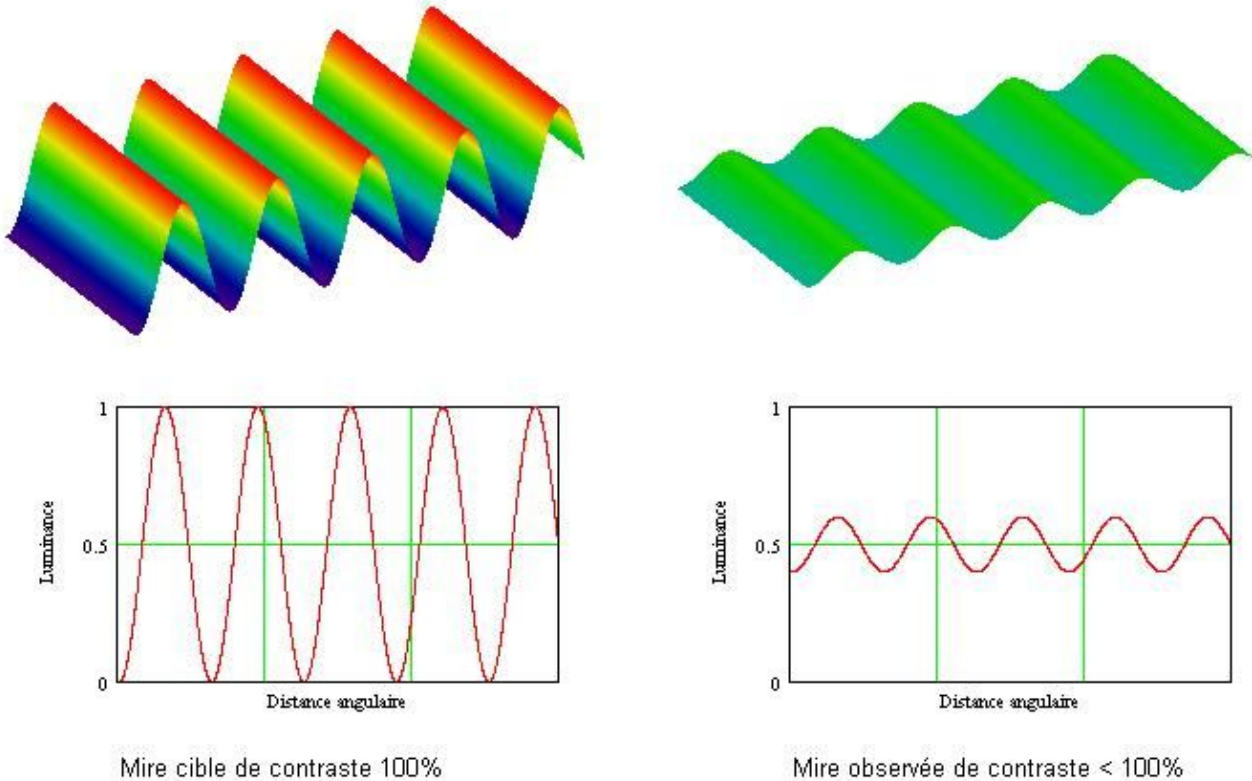 1
0.5
0
Luminance
Distance angulaire
Mire cible de contraste 100%
1
0.5
0
Luminance
Distance angulaire
Mire observée de contraste < 100%